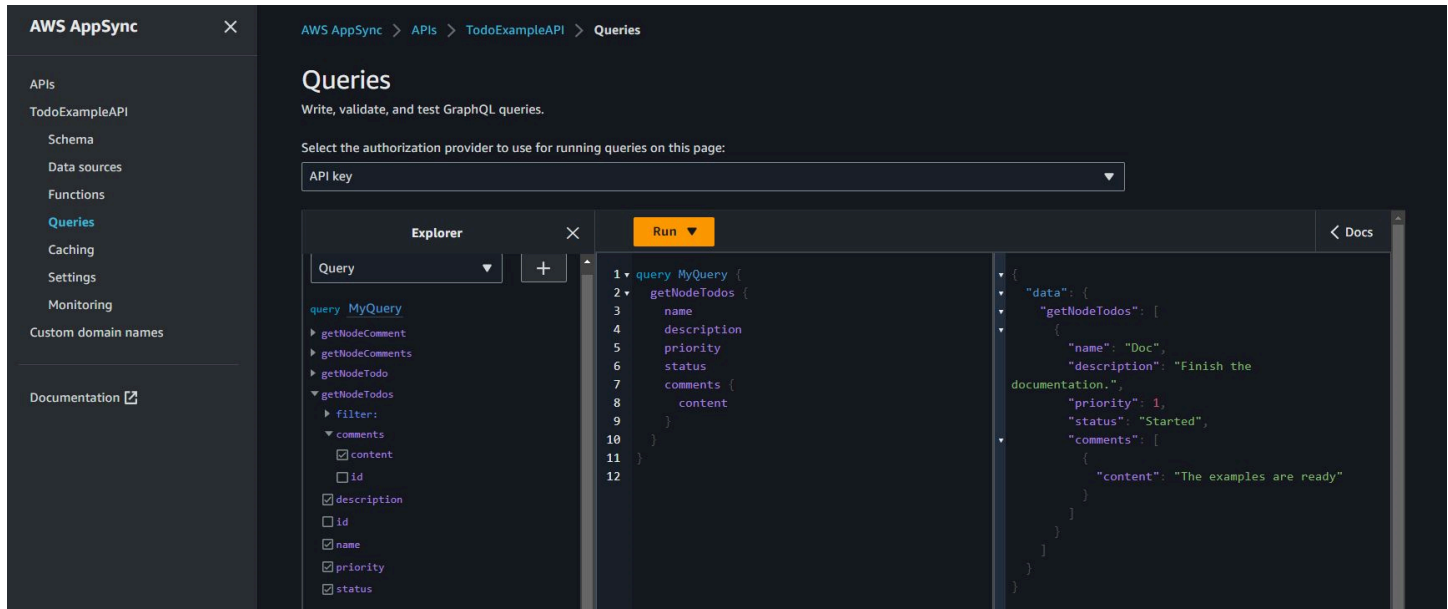 AWS AppSync
APIs
TodoExampleAPI
Schema
Data sources
Functions
Queries
Caching
Settings
Monitoring
Custom domain names
Documentation
AWS AppSync > APIs > TodoExampleAPI > Queries
Queries
Write, validate, and test GraphQL queries.
Select the authorization provider to use for running queries on this page:
API key
Explorer
Query
+
query MyQuery
getNodeComment
getNodeComments
getNodeTodo
getNodeTodos
filter:
comments
content
id
description
id
name
priority
status
Run
< Docs
1 query MyQuery {
2 getNodeTodos {
3 name
4 description
5 priority
6 status
7 comments {
8 content
9 }
10 }
11 }
12
{
"data": {
"getNodeTodos": [
{
"name": "Doc",
"description": "Finish the
documentation.",
"priority": 1,
"status": "Started",
"comments": [
{
"content": "The examples are ready"
}
]
}
]
}
}